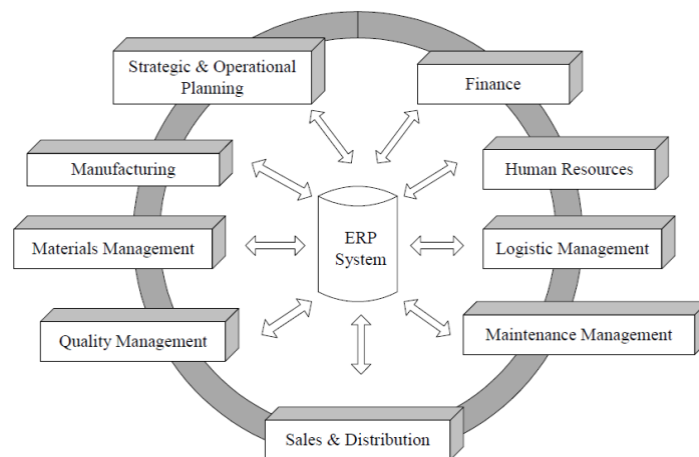 Strategic & Operational
Planning
Finance
Manufacturing
Human Resources
ERP
System
Materials Management
Logistic Management
Quality Management
Maintenance Management
Sales & Distribution